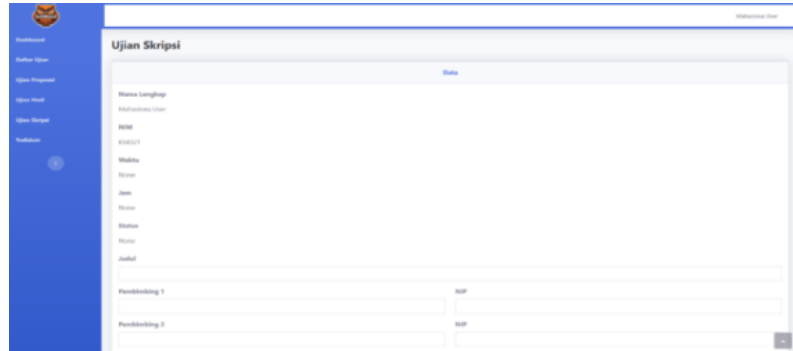 Mahasiswa User
Dashboard
Daftar Ujian
Ujian Proposal
Ujian Hasil
Ujian Skripsi
Ujian Skripsi
Data
Nama Lengkap
Mahasiswa User
NIM
Waktu
None
Jam
None
Status
None
Judul
Pembimbing 1 NIP
Pembimbing 2 NIP